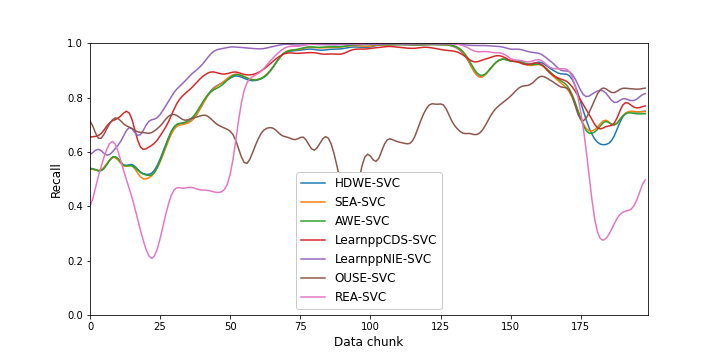 1.0
0.8
0.6
0.4
0.2
0.0
Recall
0
25
50
75
100
125
150
175
Data chunk
HDWE-SVC
SEA-SVC
AWE-SVC
LearnppCDS-SVC
LearnppNIE-SVC
OUSE-SVC
REA-SVC